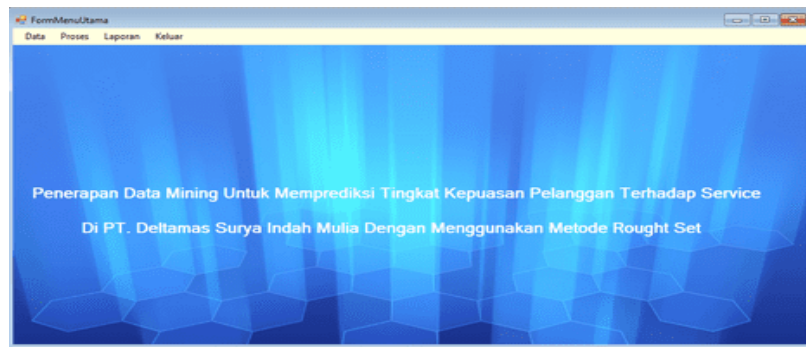 FormMenuUtama
Data Proses Laporan Keluar
Penerapan Data Mining Untuk Memprediksi Tingkat Kepuasan Pelanggan Terhadap Service
Di PT. Deltamas Surya Indah Mulia Dengan Menggunakan Metode Rought Set